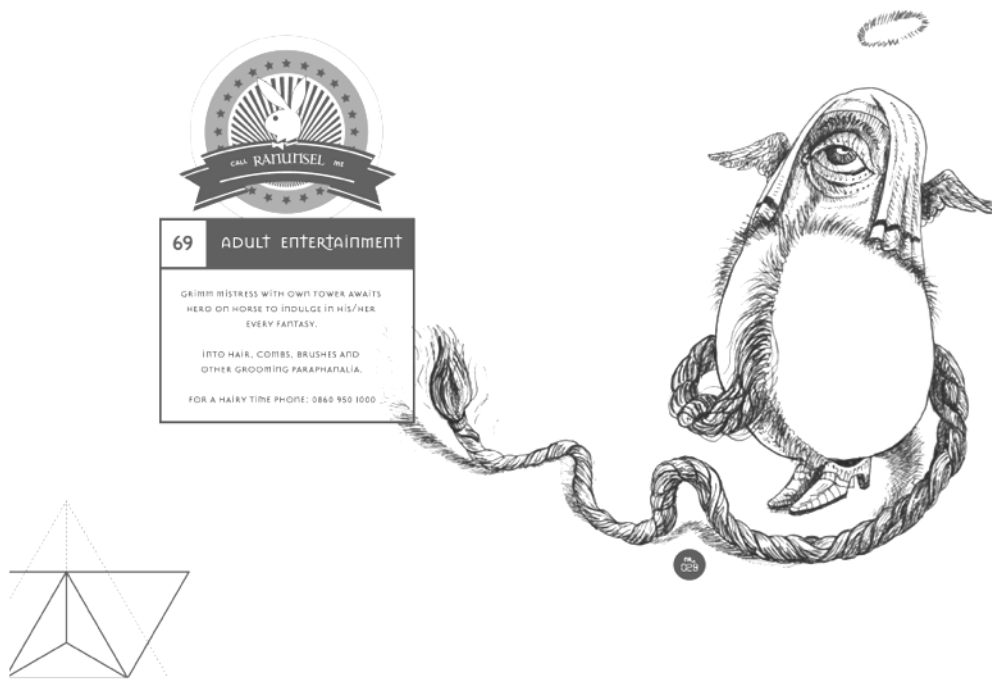 CALL RANUNSEL ME
69 ADULT ENTERTAINMENT
GRIMM MISTRESS WITH OWN TOWER AWAITS
HERO ON HORSE TO INDULGE IN HIS/HER
EVERY FANTASY.
INTO HAIR, COMBS, BRUSHES AND
OTHER GROOMING PARAPHANALIA.
FOR A HAIRY TIME PHONE: 0860 950 1000
029